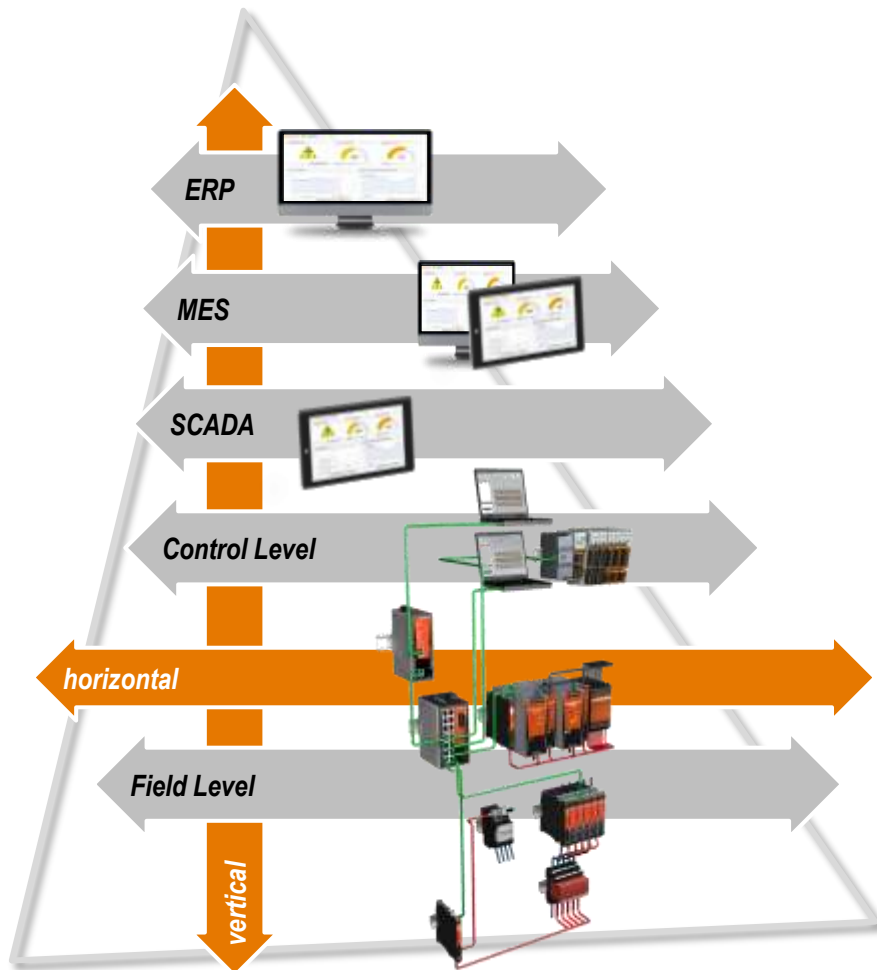 ERP
MES
SCADA
Control Level
horizontal
Field Level
vertical